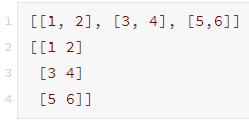 1 [[1, 2], [3, 4], [5,6]]
2 [[1 2]
3  [3 4]
4  [5 6]]